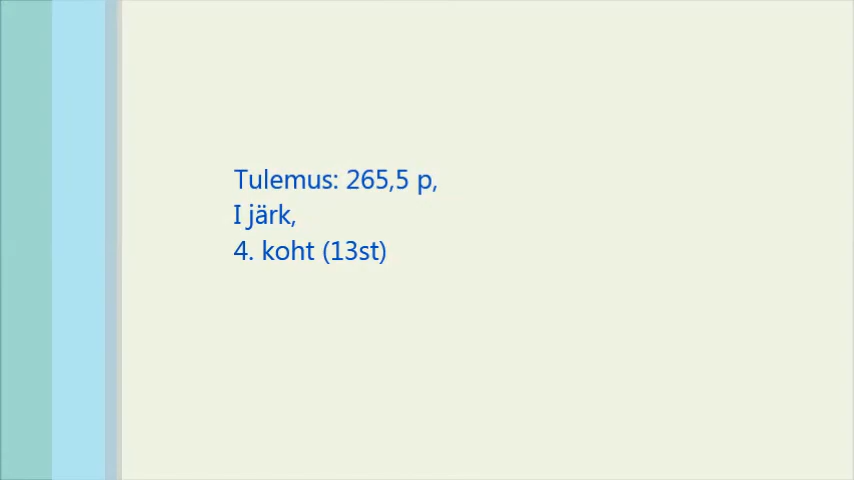 Tulemus: 265,5 p,
I järk,
4. koht (13st)